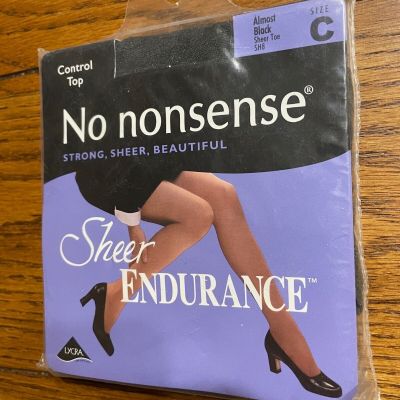 Control
Top
Almost
Black
Sheer Toe
SH8
SIZE
C
No nonsense®
STRONG, SHEER, BEAUTIFUL
Sheer
ENDURANCE™
LYCRA